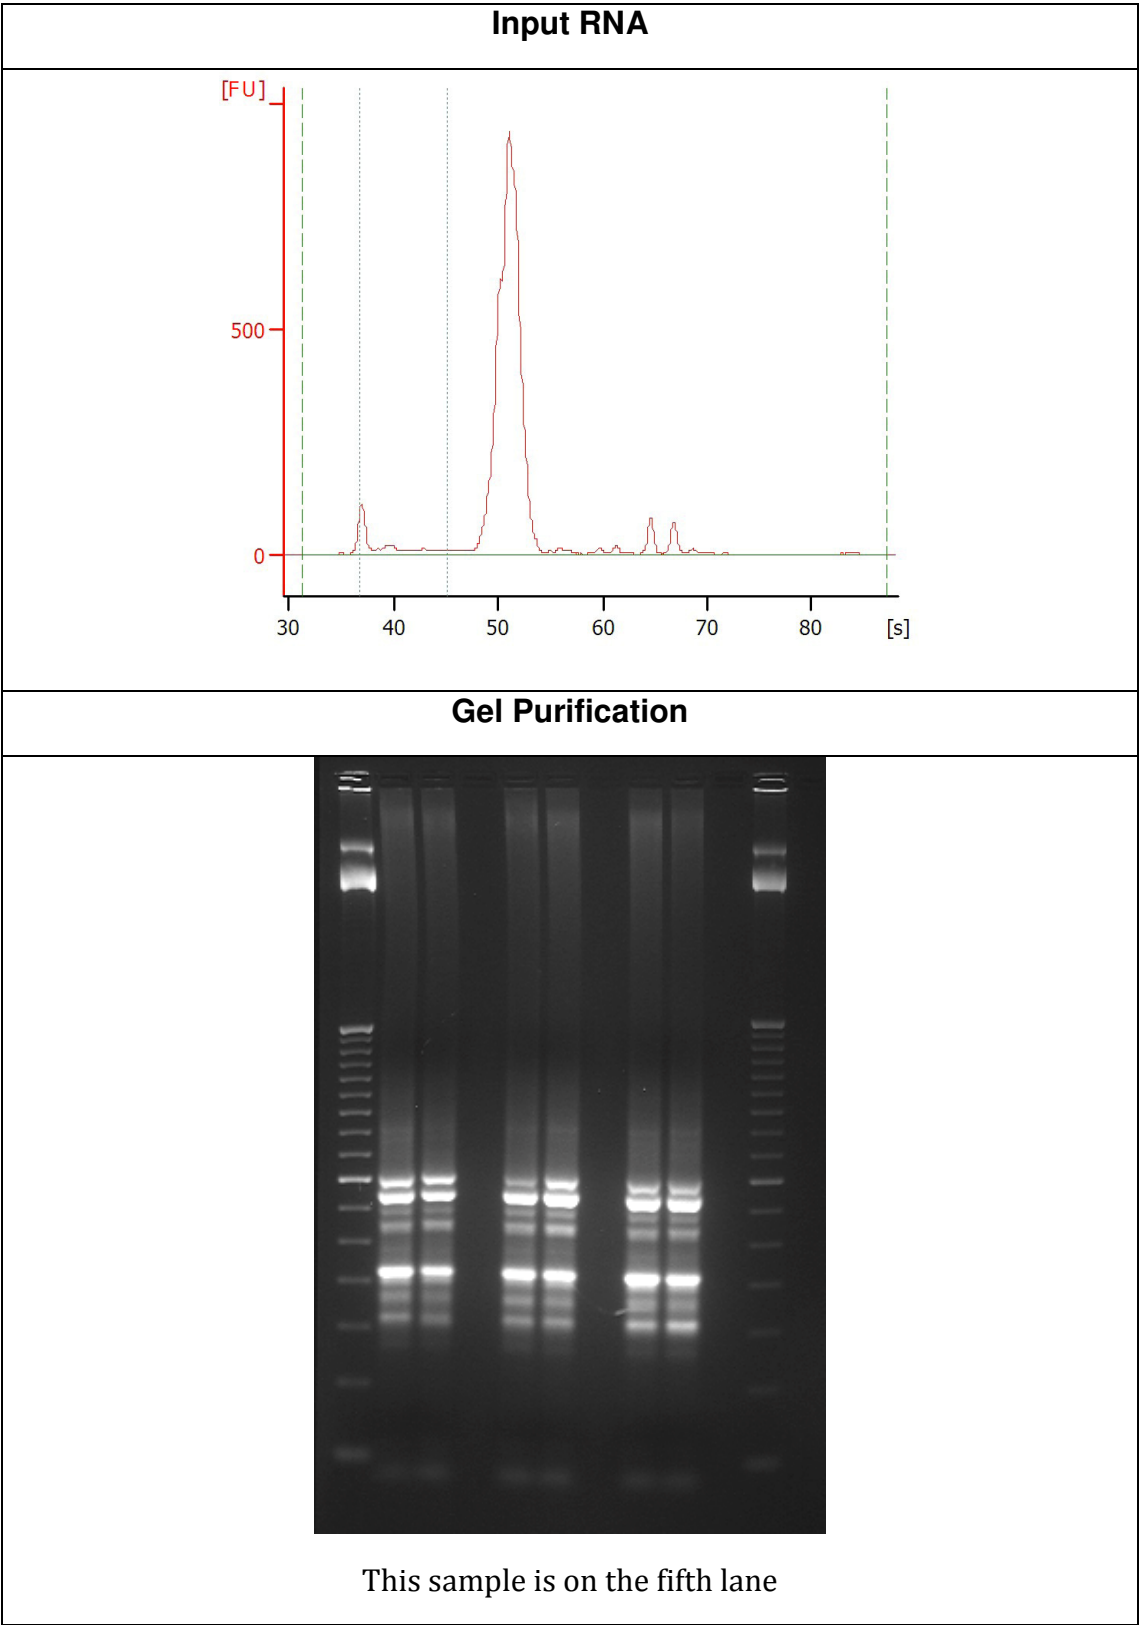 Input RNA
[FU]
500
0
30 40 50 60 70 80 [s]
Gel Purification
This sample is on the fifth lane